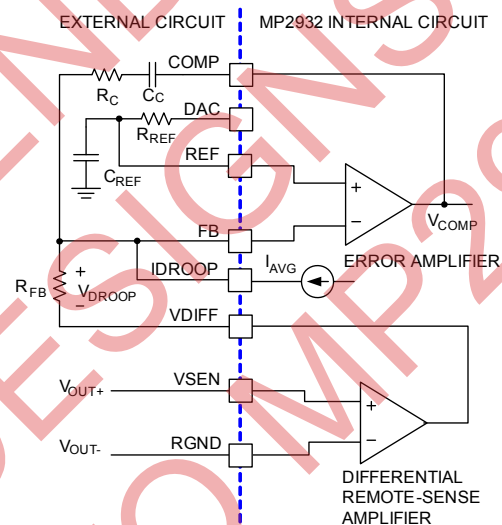 EXTERNAL CIRCUIT
MP2932 INTERNAL CIRCUIT
COMP
RC
CC
DAC
RREF
REF
CREF
+
−
VCOMP
FB
ERROR AMPLIFIER
IDROOP
IAVG
RFB
+
VDROOP
−
VDIFF
VOUT+
VSEN
+
VOUT-
RGND
−
DIFFERENTIAL
REMOTE-SENSE
AMPLIFIER